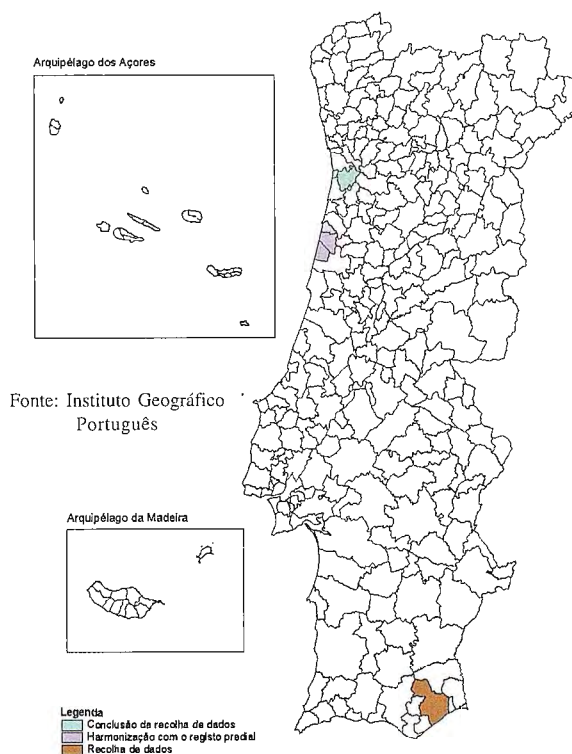 Arquipélago dos Açores
Fonte: Instituto Geográfico
Português
Arquipélago da Madeira
Legenda
Conclusão da recolha de dados
Harmonização com o registo predial
Recolha de dados